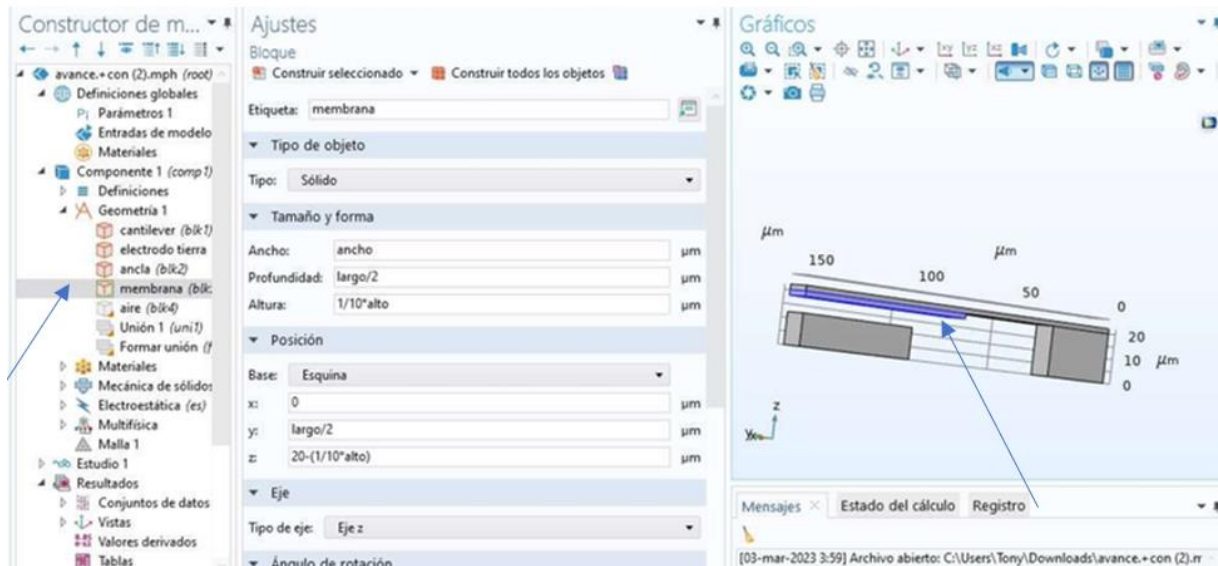 Constructor de m...
avance.+con (2).mph (root)
Definiciones globales
Pi Parámetros 1
Entradas de modelo
Materiales
Componente 1 (comp1)
Definiciones
Geometría 1
cantilever (blk1)
electrodo tierra
ancla (blk2)
membrana (blk
aire (blk4)
Unión 1 (uni1)
Formar unión (f
Materiales
Mecánica de sólidos
Electroestática (es)
Multifísica
Malla 1
Estudio 1
Resultados
Conjuntos de datos
Vistas
Valores derivados
Tablas
Ajustes
Bloque
Construir seleccionado
Construir todos los objetos
Etiqueta: membrana
Tipo de objeto
Tipo: Sólido
Tamaño y forma
Ancho: ancho µm
Profundidad: largo/2 µm
Altura: 1/10*alto µm
Posición
Base: Esquina
x: 0 µm
y: largo/2 µm
z: 20-(1/10*alto) µm
Eje
Tipo de eje: Eje z
Ángulo de rotación
Gráficos
µm
µm
150
100
50
0
20
10 µm
0
z
Mensajes
Estado del cálculo
Registro
[03-mar-2023 3:59] Archivo abierto: C:\Users\Tony\Downloads\avance.+con (2).m